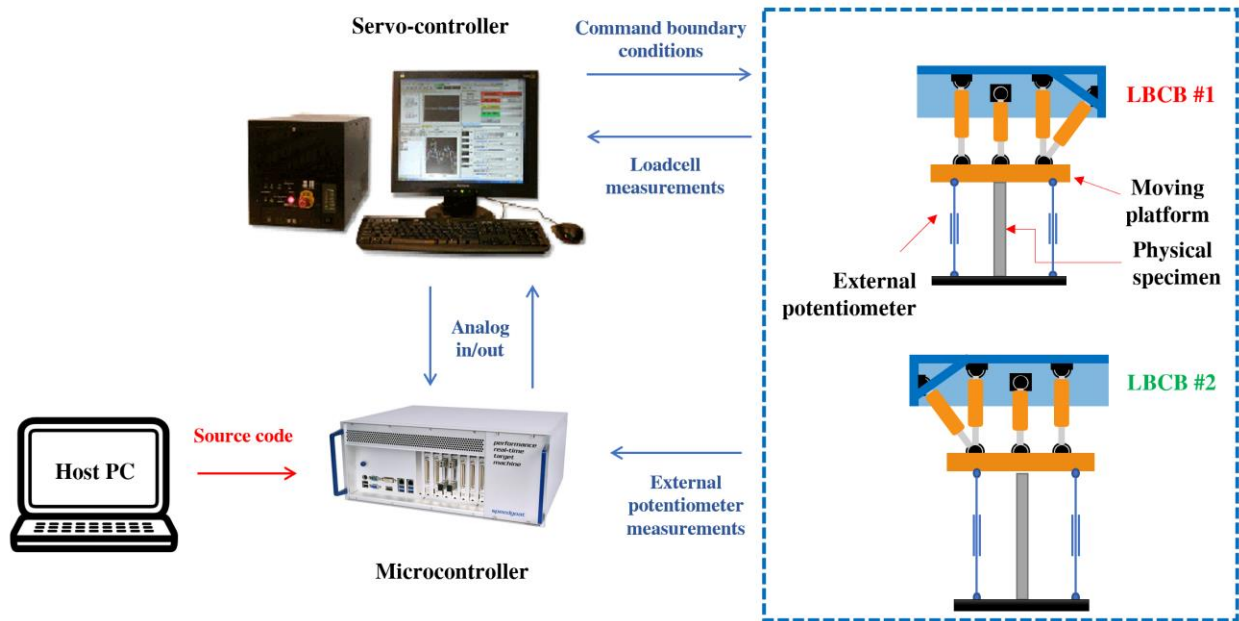 Servo-controller
Command boundary
conditions
Loadcell
measurements
LBCB #1
Moving
platform
Physical
specimen
External
potentiometer
Analog
in/out
LBCB #2
Host PC
Source code
performance
real-time
target
machine
speedgoat
External
potentiometer
measurements
Microcontroller